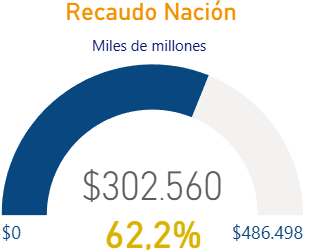 Recaudo Nación
Miles de millones
$302.560
$0
62,2%
$486.498